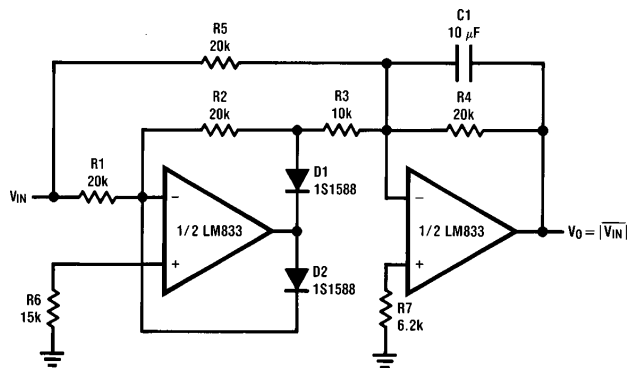 C1
10 μF
R5
20k
R2
20k
R3
10k
R4
20k
R1
20k
D1
1S1588
VIN
−
1/2 LM833
+
−
1/2 LM833
+
VO = |VIN|
D2
1S1588
R6
15k
R7
6.2k